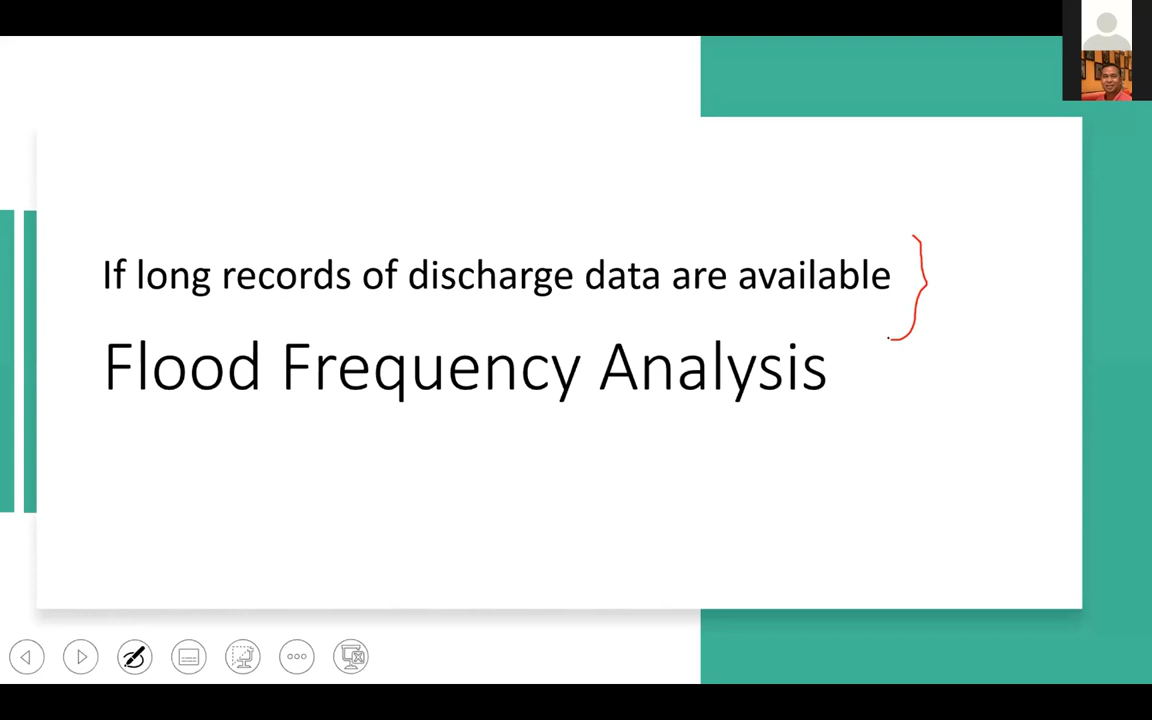 If long records of discharge data are available
Flood Frequency Analysis